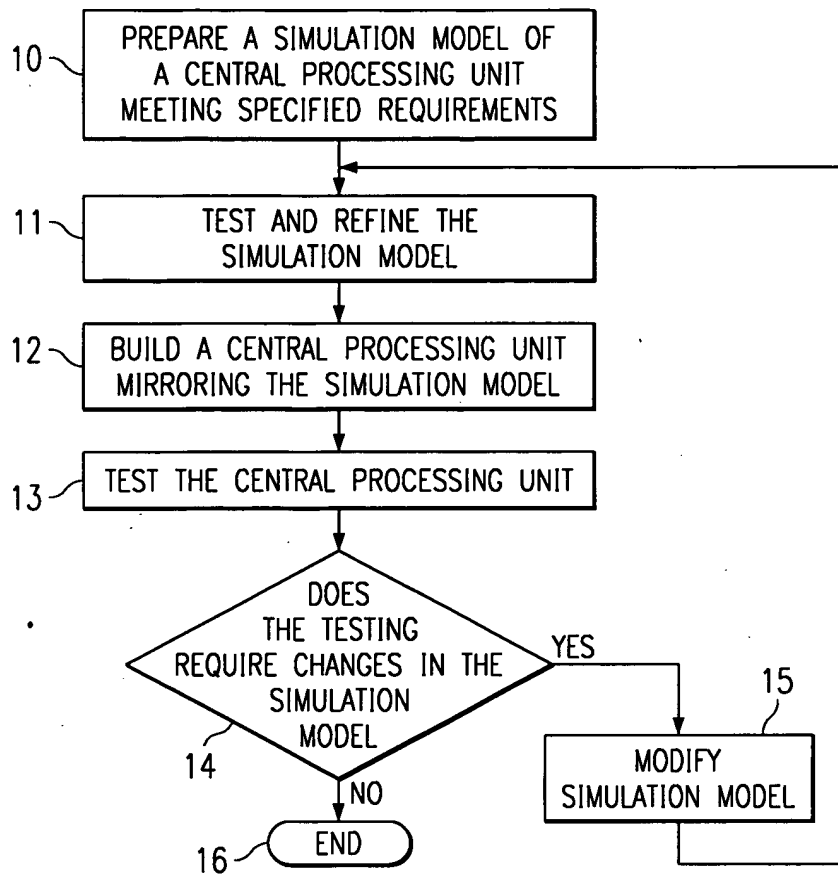 10
PREPARE A SIMULATION MODEL OF
A CENTRAL PROCESSING UNIT
MEETING SPECIFIED REQUIREMENTS
11
TEST AND REFINE THE
SIMULATION MODEL
12
BUILD A CENTRAL PROCESSING UNIT
MIRRORING THE SIMULATION MODEL
13
TEST THE CENTRAL PROCESSING UNIT
DOES
THE TESTING
REQUIRE CHANGES IN THE
SIMULATION
MODEL
14
YES
15
MODIFY
SIMULATION MODEL
NO
16
END